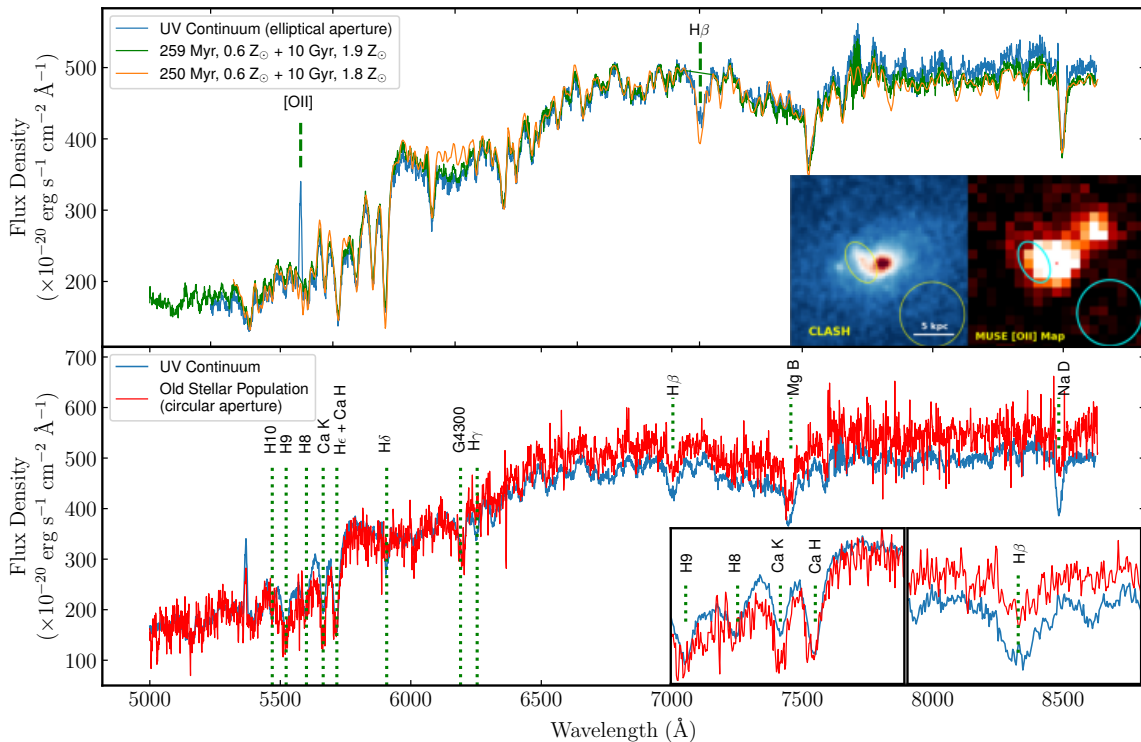 UV Continuum (elliptical aperture)
259 Myr, 0.6 Z⊙ + 10 Gyr, 1.9 Z⊙
250 Myr, 0.6 Z⊙ + 10 Gyr, 1.8 Z⊙
[OII]
Hβ
500
400
300
200
Flux Density
(×10⁻²⁰ erg s⁻¹ cm⁻² Å⁻¹)
CLASH
5 kpc
MUSE [OII] Map
UV Continuum
Old Stellar Population
(circular aperture)
700
600
500
400
300
200
100
Flux Density
(×10⁻²⁰ erg s⁻¹ cm⁻² Å⁻¹)
H10
H9
H8
Ca K
Hϵ + Ca H
Hδ
G4300
Hγ
Hβ
Mg B
Na D
H9
H8
Ca K
Ca H
Hβ
5000 5500 6000 6500 7000 7500 8000 8500
Wavelength (Å)